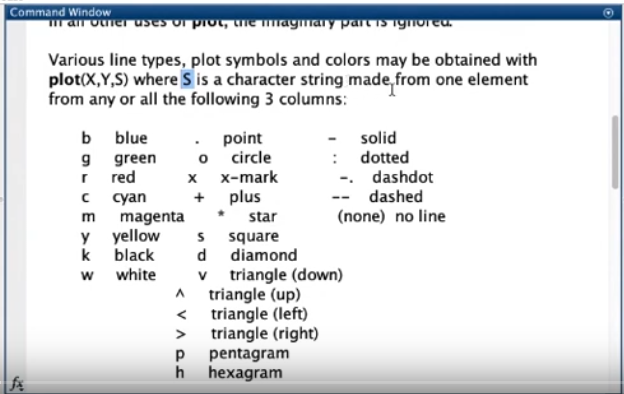 Command Window
in all other uses of plot, the imaginary part is ignored.
Various line types, plot symbols and colors may be obtained with
plot(X,Y,S) where S is a character string made from one element
from any or all the following 3 columns:
b blue . point - solid
g green o circle : dotted
r red x x-mark -. dashdot
c cyan + plus -- dashed
m magenta * star (none) no line
y yellow s square
k black d diamond
w white v triangle (down)
^ triangle (up)
< triangle (left)
> triangle (right)
p pentagram
h hexagram
fx